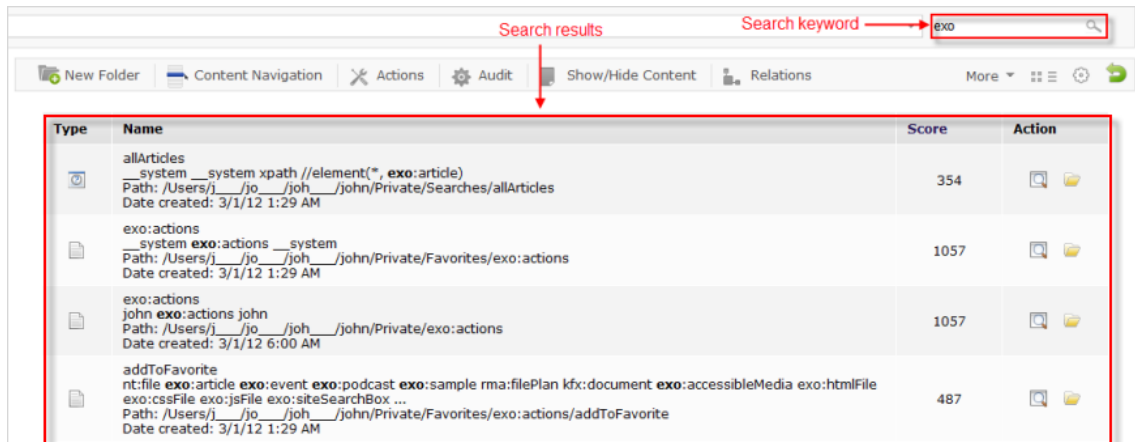 Search results
Search keyword
exo
New Folder
Content Navigation
Actions
Audit
Show/Hide Content
Relations
More
Type Name Score Action
allArticles
__system __system xpath //element(*, exo:article)
Path: /Users/j___/jo___/joh___/john/Private/Searches/allArticles
Date created: 3/1/12 1:29 AM
354
exo:actions
__system exo:actions __system
Path: /Users/j___/jo___/joh___/john/Private/Favorites/exo:actions
Date created: 3/1/12 1:29 AM
1057
exo:actions
john exo:actions john
Path: /Users/j___/jo___/joh___/john/Private/exo:actions
Date created: 3/1/12 6:00 AM
1057
addToFavorite
nt:file exo:article exo:event exo:podcast exo:sample rma:filePlan kfx:document exo:accessibleMedia exo:htmlFile
exo:cssFile exo:jsFile exo:siteSearchBox ...
Path: /Users/j___/jo___/joh___/john/Private/Favorites/exo:actions/addToFavorite
Date created: 3/1/12 1:29 AM
487